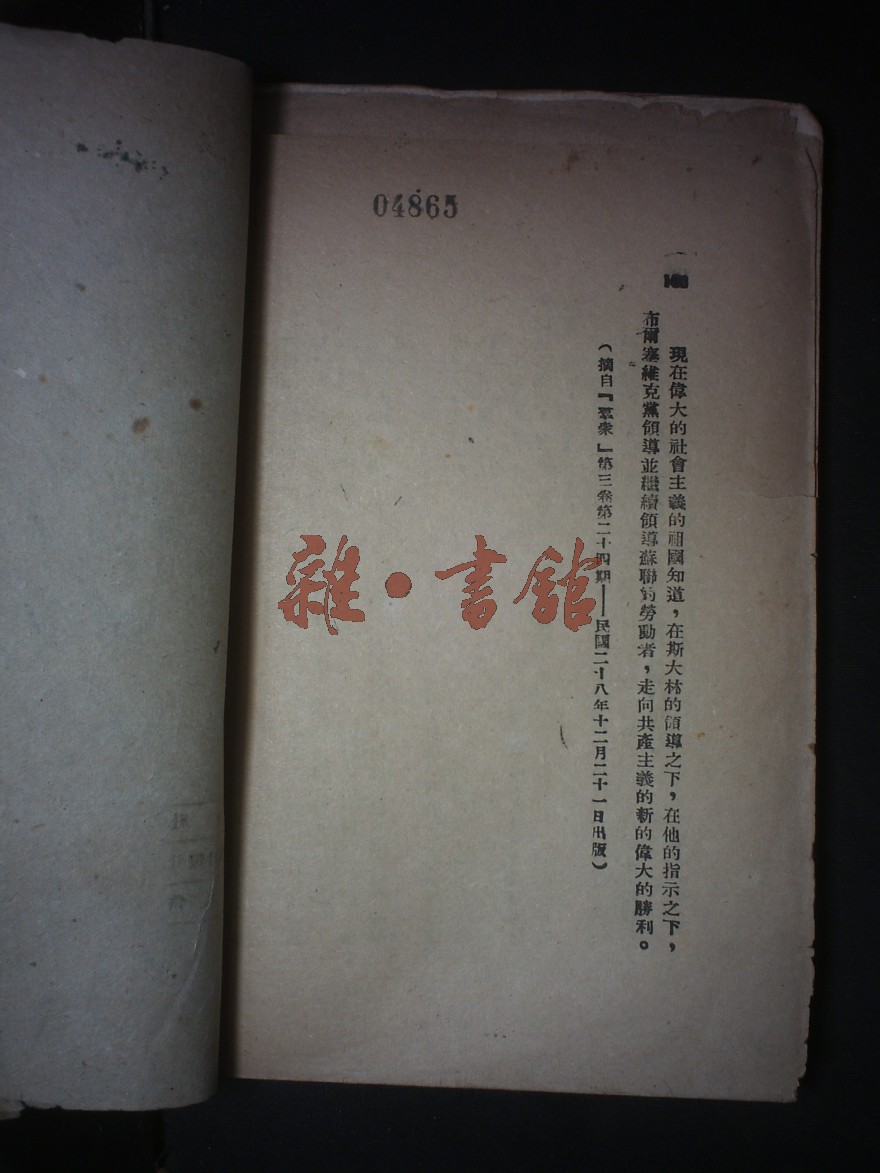 04865
現在偉大的社會主義的祖國知道，在斯大林的領導之下，在他的指示之下，
布爾塞維克黨領導並繼續領導蘇聯的勞動者，走向共產主義的新的偉大的勝利。
（摘自『羣衆』第三卷第二十四期——民國二十八年十二月二十一日出版）
雜·書館